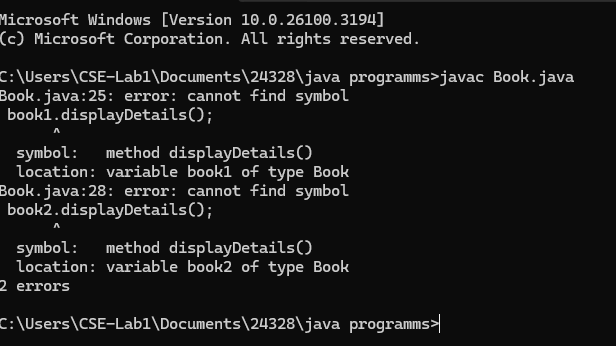 Microsoft Windows [Version 10.0.26100.3194]
(c) Microsoft Corporation. All rights reserved.
C:\Users\CSE-Lab1\Documents\24328\java programms>javac Book.java
Book.java:25: error: cannot find symbol
book1.displayDetails();
^
symbol:   method displayDetails()
location: variable book1 of type Book
Book.java:28: error: cannot find symbol
book2.displayDetails();
^
symbol:   method displayDetails()
location: variable book2 of type Book
2 errors
C:\Users\CSE-Lab1\Documents\24328\java programms>